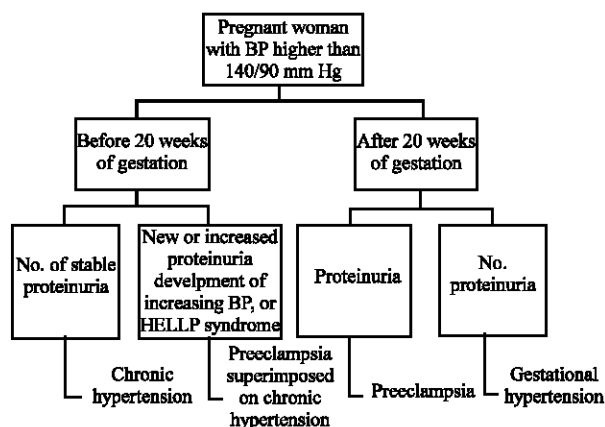 Pregnant woman
with BP higher than
140/90 mm Hg
Before 20 weeks
of gestation
After 20 weeks
of gestation
No. of stable
proteinuria
New or increased
proteinuria
develpment of
increasing BP, or
HELLP syndrome
Proteinuria
No.
proteinuria
Chronic
hypertension
Preeclampsia
superimposed
on chronic
hypertension
Preeclampsia
Gestational
hypertension